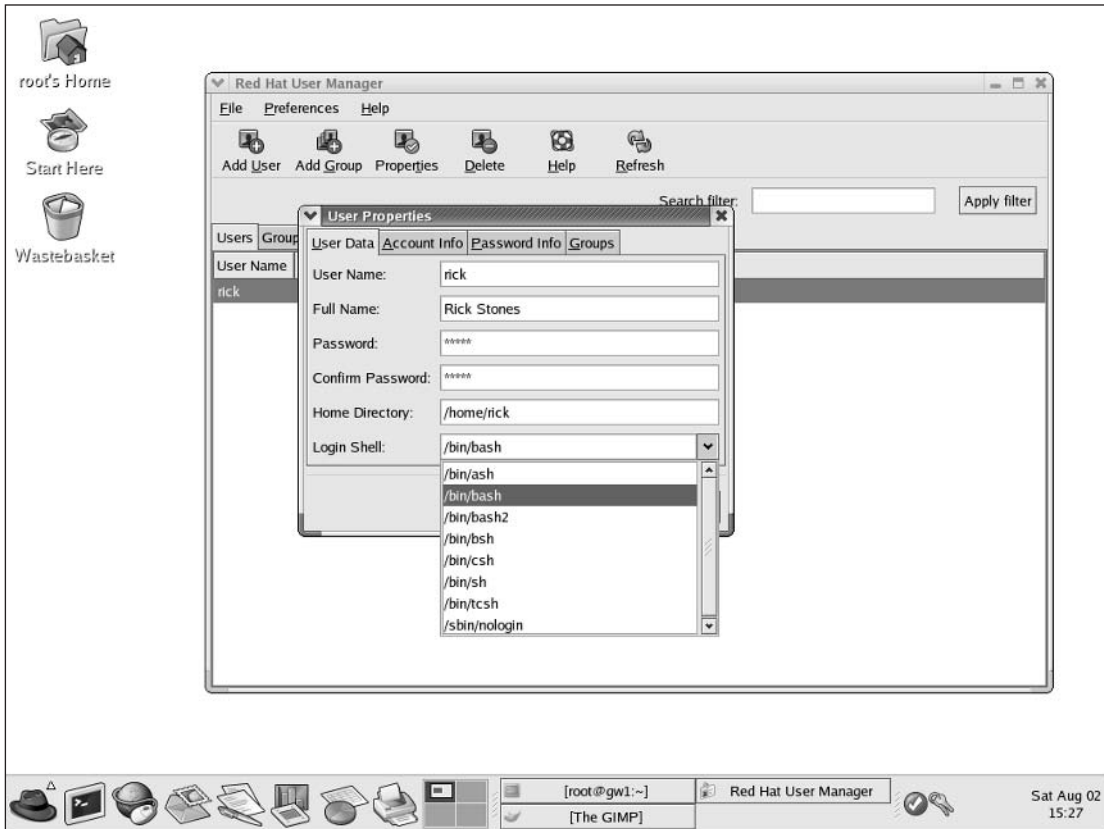 root's Home
Start Here
Wastebasket
Red Hat User Manager
File Preferences Help
Add User Add Group Properties Delete Help Refresh
Search filter: Apply filter
Users Group
User Name
rick
User Properties
User Data Account Info Password Info Groups
User Name: rick
Full Name: Rick Stones
Password: *****
Confirm Password: *****
Home Directory: /home/rick
Login Shell: /bin/bash
/bin/ash
/bin/bash
/bin/bash2
/bin/bsh
/bin/csh
/bin/sh
/bin/tcsh
/sbin/nologin
[root@gw1:~] Red Hat User Manager
[The GIMP]
Sat Aug 02
15:27